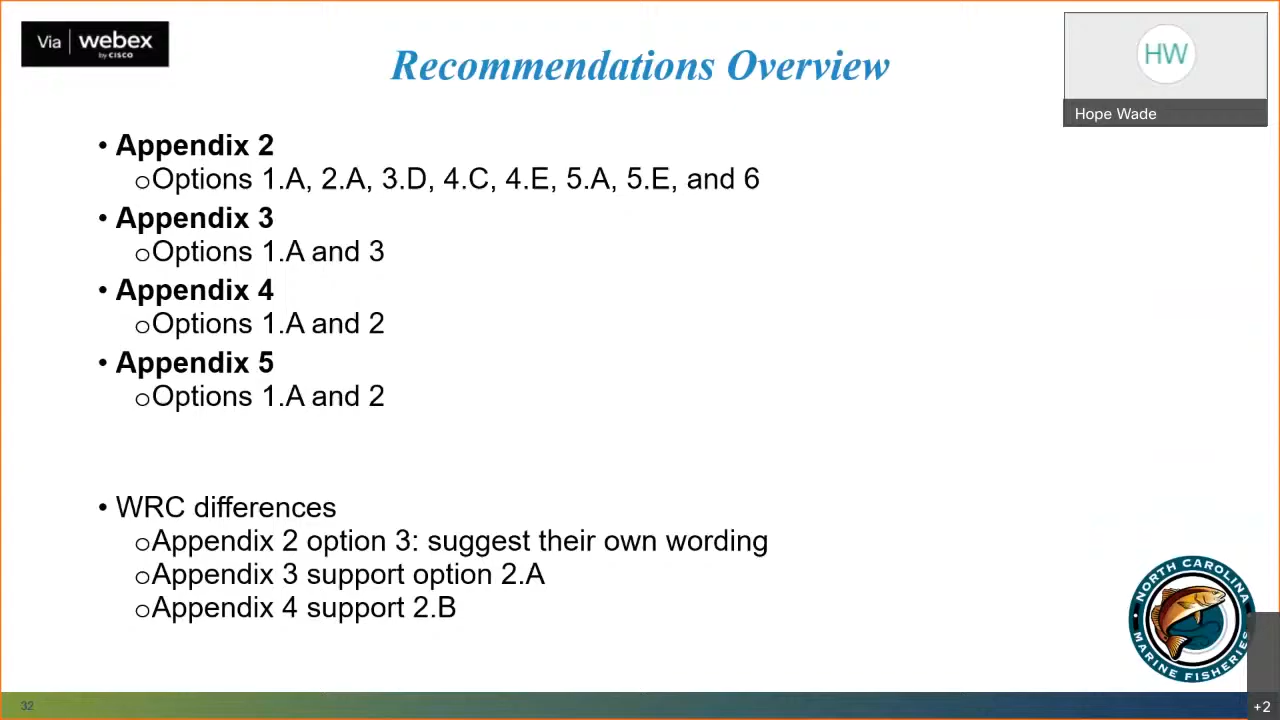 Via webex
by CISCO
Recommendations Overview
HW
Hope Wade
• Appendix 2
oOptions 1.A, 2.A, 3.D, 4.C, 4.E, 5.A, 5.E, and 6
• Appendix 3
oOptions 1.A and 3
• Appendix 4
oOptions 1.A and 2
• Appendix 5
oOptions 1.A and 2
• WRC differences
oAppendix 2 option 3: suggest their own wording
oAppendix 3 support option 2.A
oAppendix 4 support 2.B
NORTH CAROLINA
MARINE FISHERIES
32
+2